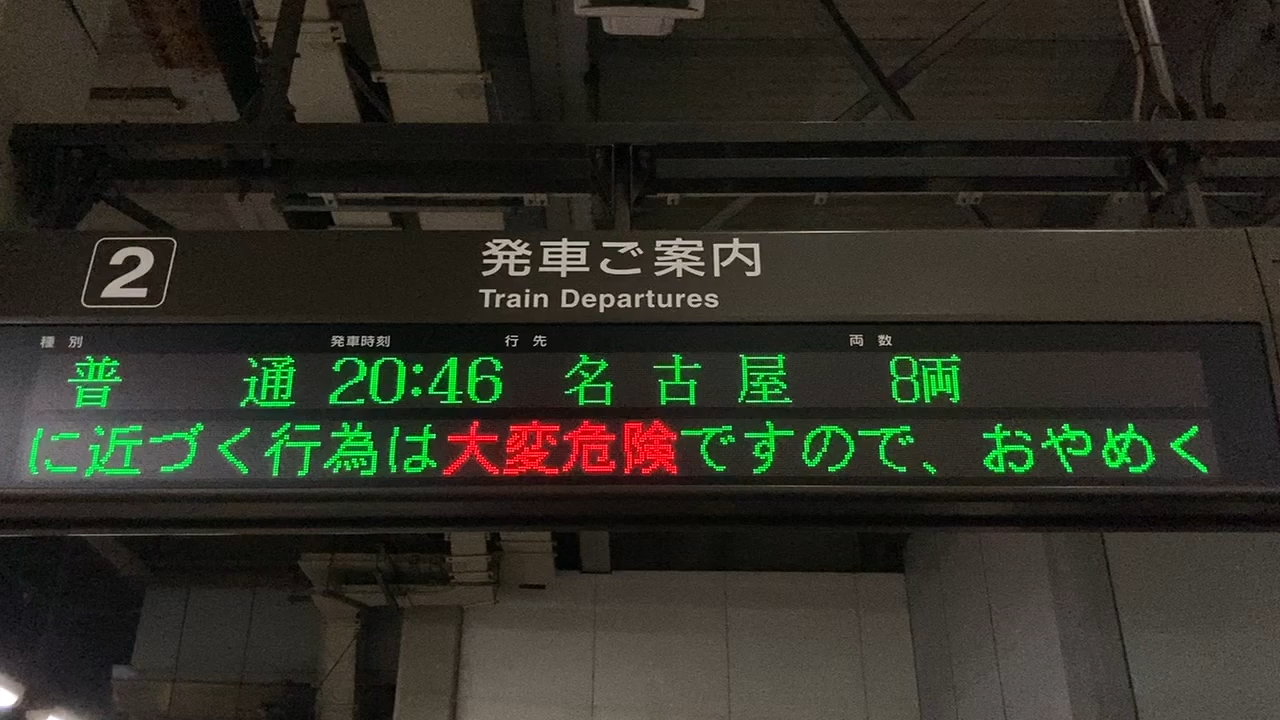 2
発車ご案内
Train Departures
種別 発車時刻 行先 両数
普通 20:46 名古屋 8両
に近づく行為は大変危険ですので、おやめく